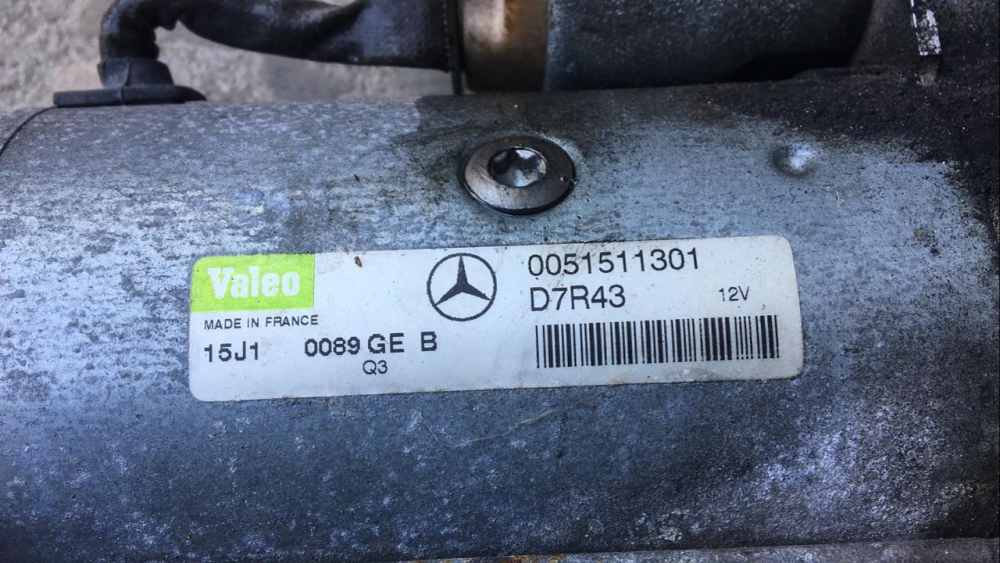 Valeo
MADE IN FRANCE
15J1 0089 GE B
Q3
0051511301
D7R43 12V